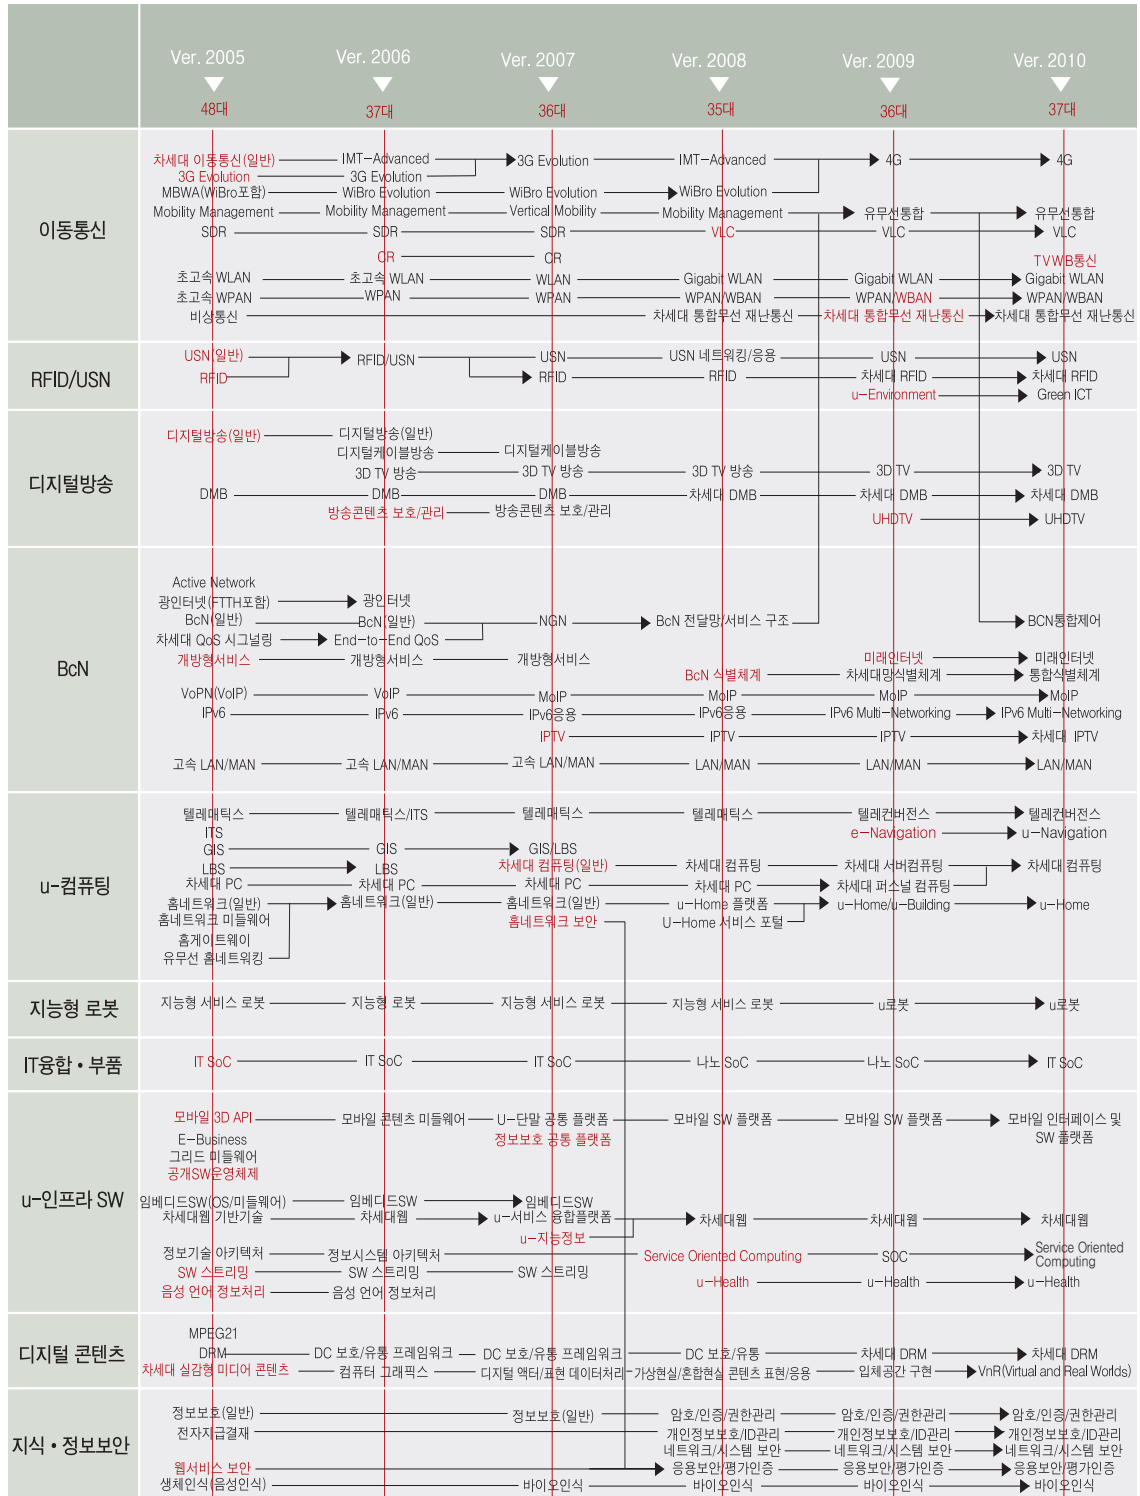 Ver. 2005 Ver. 2006 Ver. 2007 Ver. 2008 Ver. 2009 Ver. 2010
48대 37대 36대 35대 36대 37대
이동통신
차세대 이동통신(일반) IMT-Advanced 3G Evolution IMT-Advanced 4G 4G
3G Evolution 3G Evolution
MBWA(WiBro포함) WiBro Evolution WiBro Evolution WiBro Evolution
Mobility Management Mobility Management Vertical Mobility Mobility Management 유무선통합 유무선통합
SDR SDR SDR VLC VLC VLC
CR CR TVWB통신
초고속 WLAN 초고속 WLAN WLAN Gigabit WLAN Gigabit WLAN Gigabit WLAN
초고속 WPAN WPAN WPAN WPAN/WBAN WPAN/WBAN WPAN/WBAN
비상통신 차세대 통합무선 재난통신 차세대 통합무선 재난통신 차세대 통합무선 재난통신
RFID/USN
USN(일반) RFID/USN USN USN 네트워킹/응용 USN USN
RFID RFID RFID 차세대 RFID 차세대 RFID
u-Environment Green ICT
디지털방송
디지털방송(일반) 디지털방송(일반)
디지털케이블방송 디지털케이블방송
3D TV 방송 3D TV 방송 3D TV 방송 3D TV 3D TV
DMB DMB DMB 차세대 DMB 차세대 DMB 차세대 DMB
방송콘텐츠 보호/관리 방송콘텐츠 보호/관리 UHDTV UHDTV
BcN
Active Network
광인터넷(FTTH포함) 광인터넷
BcN(일반) BcN(일반) NGN BcN 전달망/서비스 구조 BCN통합제어
차세대 QoS 시그널링 End-to-End QoS
개방형서비스 개방형서비스 개방형서비스 미래인터넷 미래인터넷
BcN 식별체계 차세대망식별체계 통합식별체계
VoPN(VoIP) VoIP MoIP MoIP MoIP MoIP
IPv6 IPv6 IPv6응용 IPv6응용 IPv6 Multi-Networking IPv6 Multi-Networking
IPTV IPTV IPTV 차세대 IPTV
고속 LAN/MAN 고속 LAN/MAN 고속 LAN/MAN LAN/MAN LAN/MAN LAN/MAN
u-컴퓨팅
텔레매틱스 텔레매틱스/ITS 텔레매틱스 텔레매틱스 텔레컨버전스 텔레컨버전스
ITS e-Navigation u-Navigation
GIS GIS GIS/LBS
LBS LBS 차세대 컴퓨팅(일반) 차세대 컴퓨팅 차세대 서버컴퓨팅 차세대 컴퓨팅
차세대 PC 차세대 PC 차세대 PC 차세대 PC 차세대 퍼스널 컴퓨팅
홈네트워크(일반) 홈네트워크(일반) 홈네트워크(일반) u-Home 플랫폼 u-Home/u-Building u-Home
홈네트워크 미들웨어 홈네트워크 보안 U-Home 서비스 포털
홈게이트웨이
유무선 홈네트워킹
지능형 로봇
지능형 서비스 로봇 지능형 로봇 지능형 서비스 로봇 지능형 서비스 로봇 u로봇 u로봇
IT융합•부품
IT SoC IT SoC IT SoC 나노 SoC 나노 SoC IT SoC
u-인프라 SW
모바일 3D API 모바일 콘텐츠 미들웨어 U-단말 공통 플랫폼 모바일 SW 플랫폼 모바일 SW 플랫폼 모바일 인터페이스 및
E-Business 정보보호 공통 플랫폼 SW 플랫폼
그리드 미들웨어
공개SW운영체제
임베디드SW(OS/미들웨어) 임베디드SW 임베디드SW
차세대웹 기반기술 차세대웹 u-서비스 융합플랫폼 차세대웹 차세대웹 차세대웹
u-지능정보
정보기술 아키텍처 정보시스템 아키텍처 Service Oriented Computing SOC Service Oriented
Computing
SW 스트리밍 SW 스트리밍 SW 스트리밍
u-Health u-Health u-Health
음성 언어 정보처리 음성 언어 정보처리
디지털 콘텐츠
MPEG21
DRM DC 보호/유통 프레임워크 DC 보호/유통 프레임워크 DC 보호/유통 차세대 DRM 차세대 DRM
차세대 실감형 미디어 콘텐츠 컴퓨터 그래픽스 디지털 액터/표현 데이터처리 가상현실/혼합현실 콘텐츠 표현/응용 입체공간 구현 VnR(Virtual and Real Worlds)
지식•정보보안
정보보호(일반) 정보보호(일반) 암호/인증/권한관리 암호/인증/권한관리 암호/인증/권한관리
전자지급결재 개인정보보호/ID관리 개인정보보호/ID관리 개인정보보호/ID관리
네트워크/시스템 보안 네트워크/시스템 보안 네트워크/시스템 보안
웹서비스 보안 응용보안/평가인증 응용보안/평가인증 응용보안/평가인증
생체인식(음성인식) 바이오인식 바이오인식 바이오인식 바이오인식